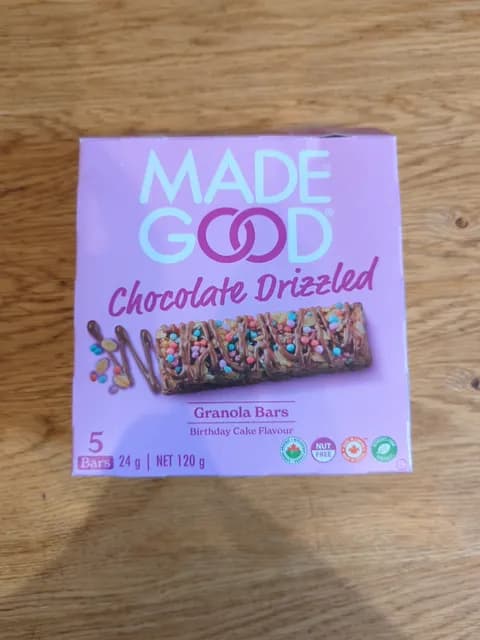 MADE
GOOD®
Chocolate Drizzled
Granola Bars
Birthday Cake Flavour
5
Bars 24 g | NET 120 g
NUT
FREE